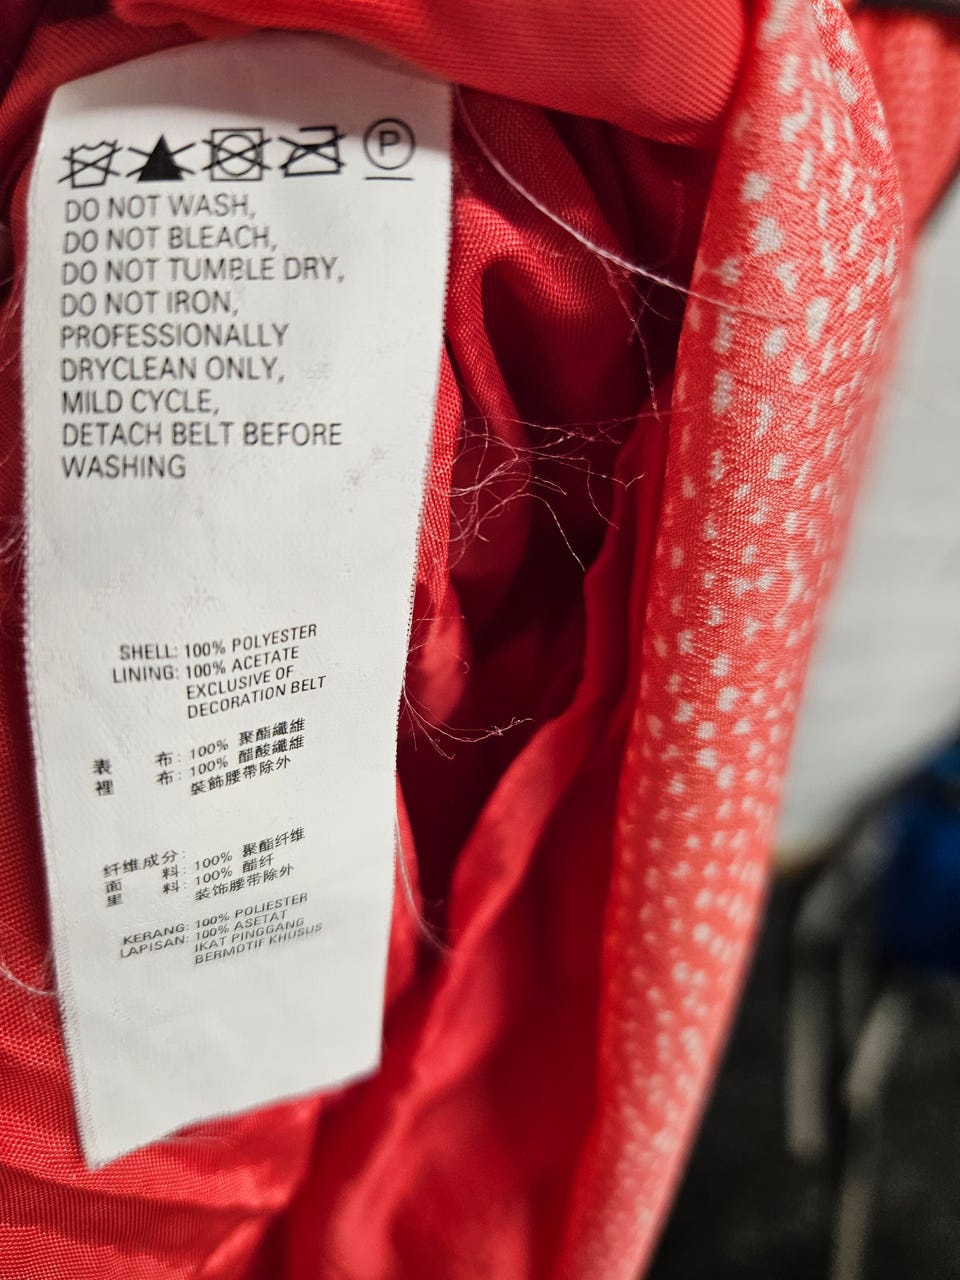 P
DO NOT WASH,
DO NOT BLEACH,
DO NOT TUMBLE DRY,
DO NOT IRON,
PROFESSIONALLY
DRYCLEAN ONLY,
MILD CYCLE,
DETACH BELT BEFORE
WASHING
SHELL: 100% POLYESTER
LINING: 100% ACETATE
EXCLUSIVE OF
DECORATION BELT
表 布: 100% 聚酯纖維
裡 布: 100% 醋酸纖維
裝飾腰帶除外
纤维成分:
面 料: 100% 聚酯纤维
里 料: 100% 醋纤
装饰腰带除外
KERANG: 100% POLIESTER
LAPISAN: 100% ASETAT
IKAT PINGGANG
BERMOTIF KHUSUS